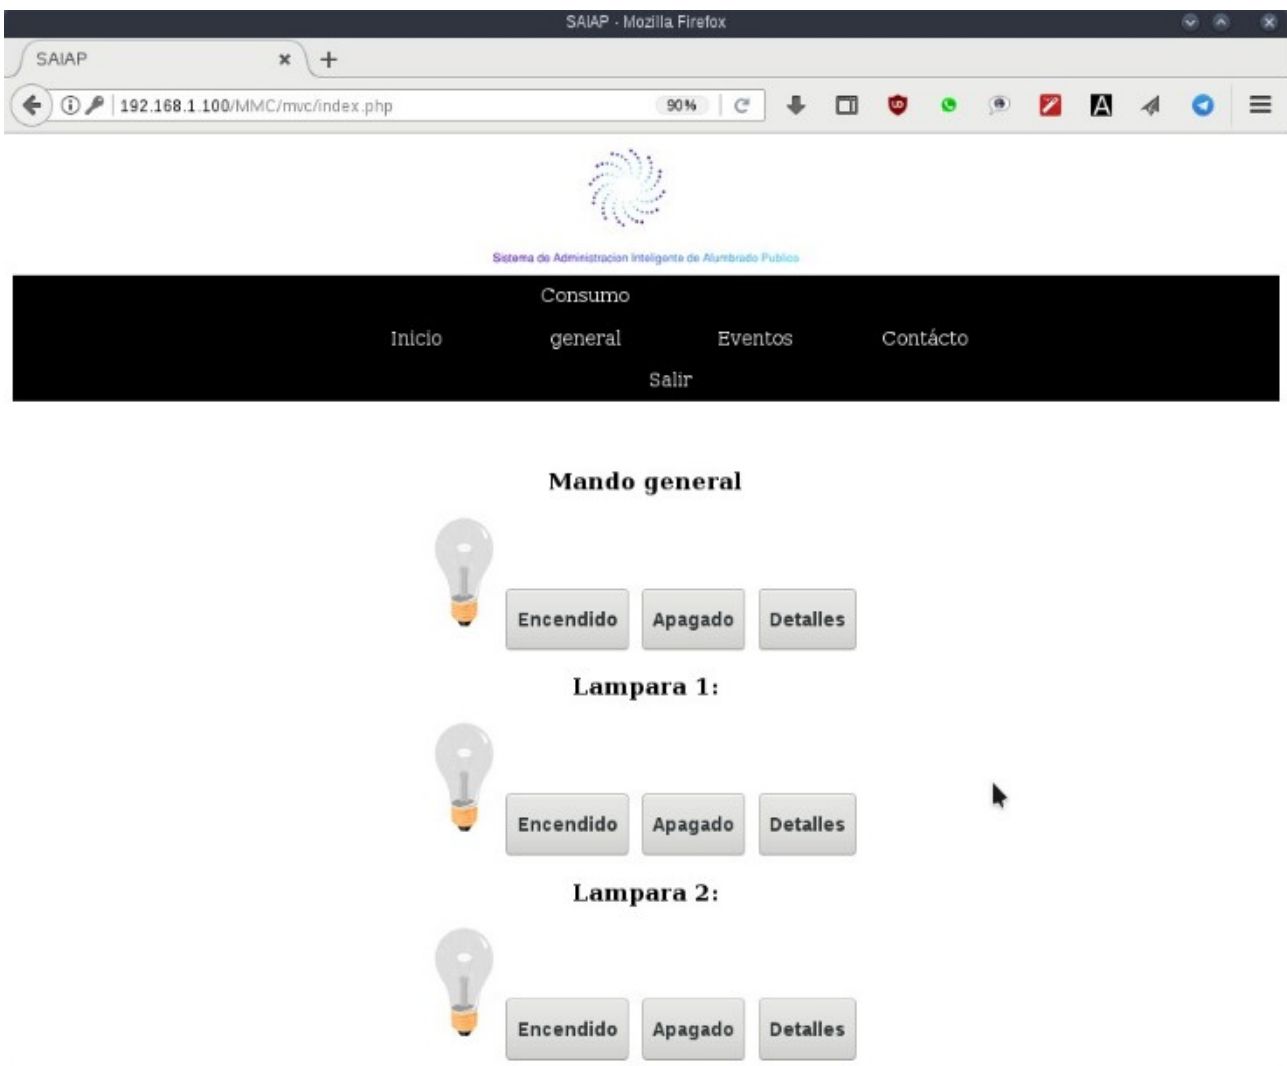 SAIAP - Mozilla Firefox
SAIAP
192.168.1.100/MMC/mvc/index.php 90%
Sistema de Administracion Inteligente de Alumbrado Publico
Consumo
Inicio general Eventos Contácto
Salir
Mando general
Encendido Apagado Detalles
Lampara 1:
Encendido Apagado Detalles
Lampara 2:
Encendido Apagado Detalles